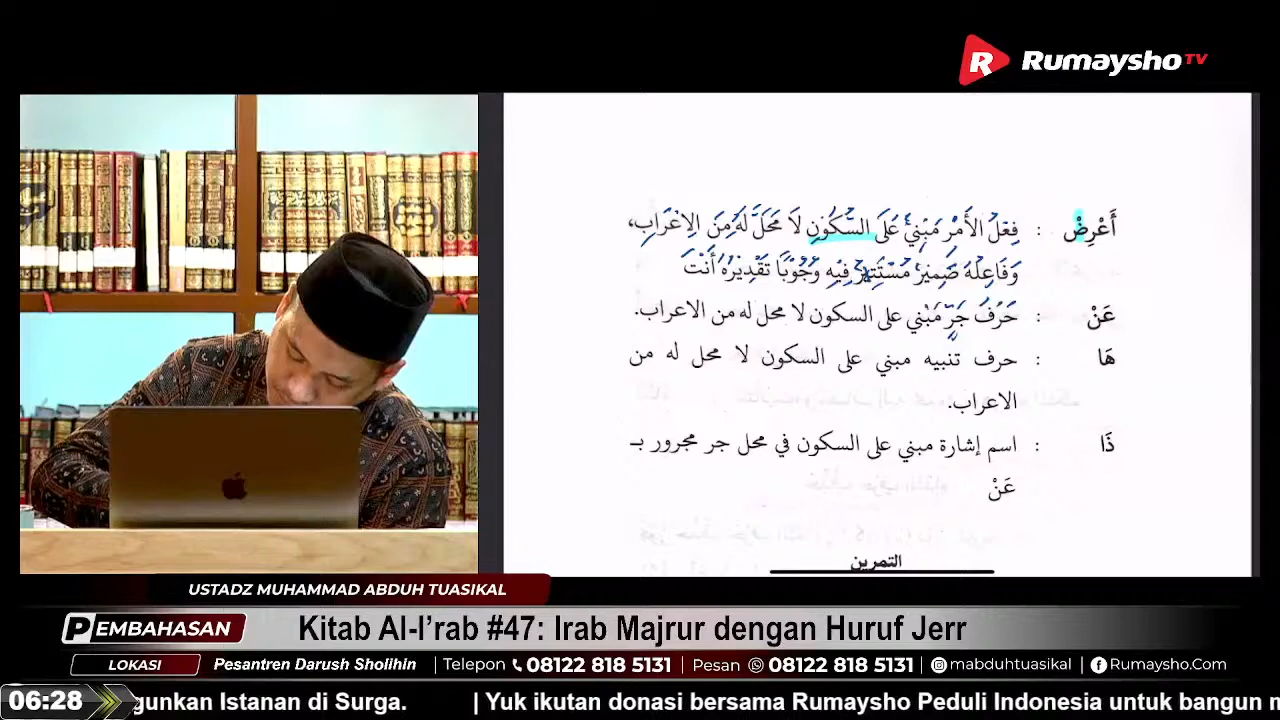 Rumaysho TV
أَعْرِضْ : فِعْلُ الأَمْرِ مَبْنِيٌّ عَلَى السُّكُونِ لَا مَحَلَّ لَهُ مِنَ الاِعْرَابِ،
وَفَاعِلُهُ ضَمِيرٌ مُسْتَتِرٌ فِيْهِ وُجُوْبًا تَقْدِيرُهُ أَنْتَ
عَنْ : حَرْفُ جَرٍّ مَبْنِي على السكون لا محل له من الاعراب.
هَا : حرف تنبيه مبني على السكون لا محل له من
الاعراب.
ذَا : اسم إشارة مبني على السكون في محل جر مجرور بـ
عَنْ
التمرين
USTADZ MUHAMMAD ABDUH TUASIKAL
PEMBAHASAN Kitab Al-I’rab #47: Irab Majrur dengan Huruf Jerr
LOKASI Pesantren Darush Sholihin | Telepon 08122 818 5131 | Pesan 08122 818 5131 | mabduhtuasikal | Rumaysho.Com
06:28 gunkan Istanan di Surga. | Yuk ikutan donasi bersama Rumaysho Peduli Indonesia untuk bangun